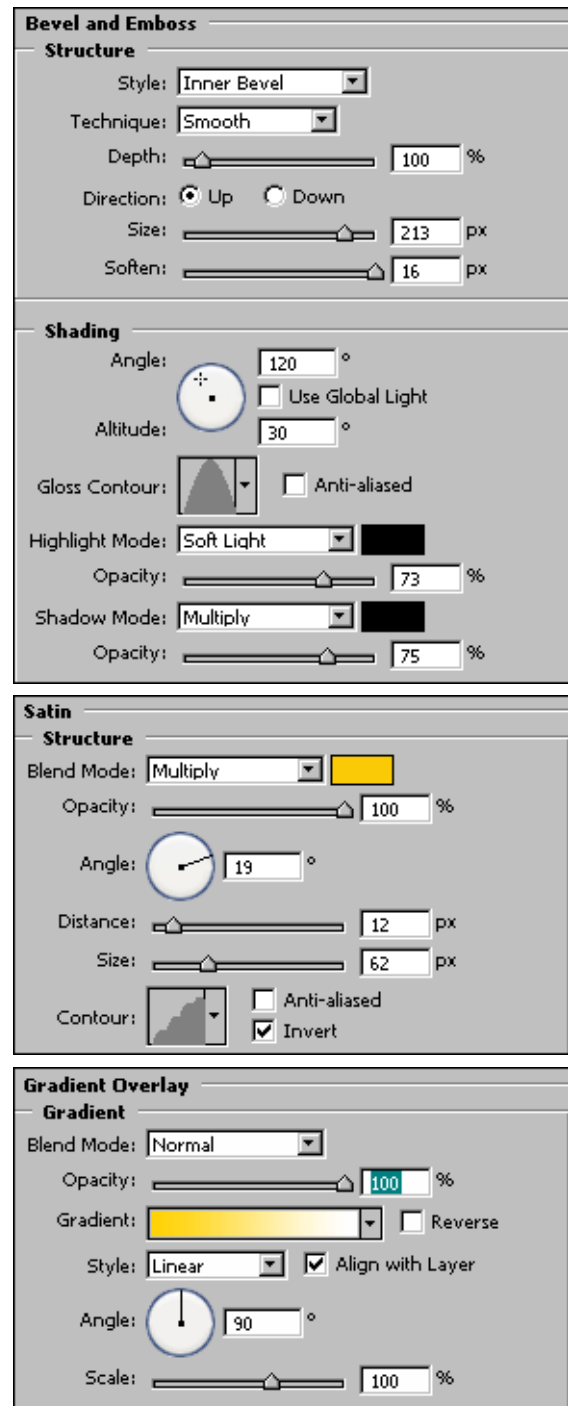 Bevel and Emboss
Structure
Style: Inner Bevel
Technique: Smooth
Depth: 100 %
Direction: Up Down
Size: 213 px
Soften: 16 px
Shading
Angle: 120 °
Use Global Light
Altitude: 30 °
Gloss Contour: Anti-aliased
Highlight Mode: Soft Light
Opacity: 73 %
Shadow Mode: Multiply
Opacity: 75 %
Satin
Structure
Blend Mode: Multiply
Opacity: 100 %
Angle: 19 °
Distance: 12 px
Size: 62 px
Anti-aliased
Contour: Invert
Gradient Overlay
Gradient
Blend Mode: Normal
Opacity: 100 %
Gradient: Reverse
Style: Linear Align with Layer
Angle: 90 °
Scale: 100 %